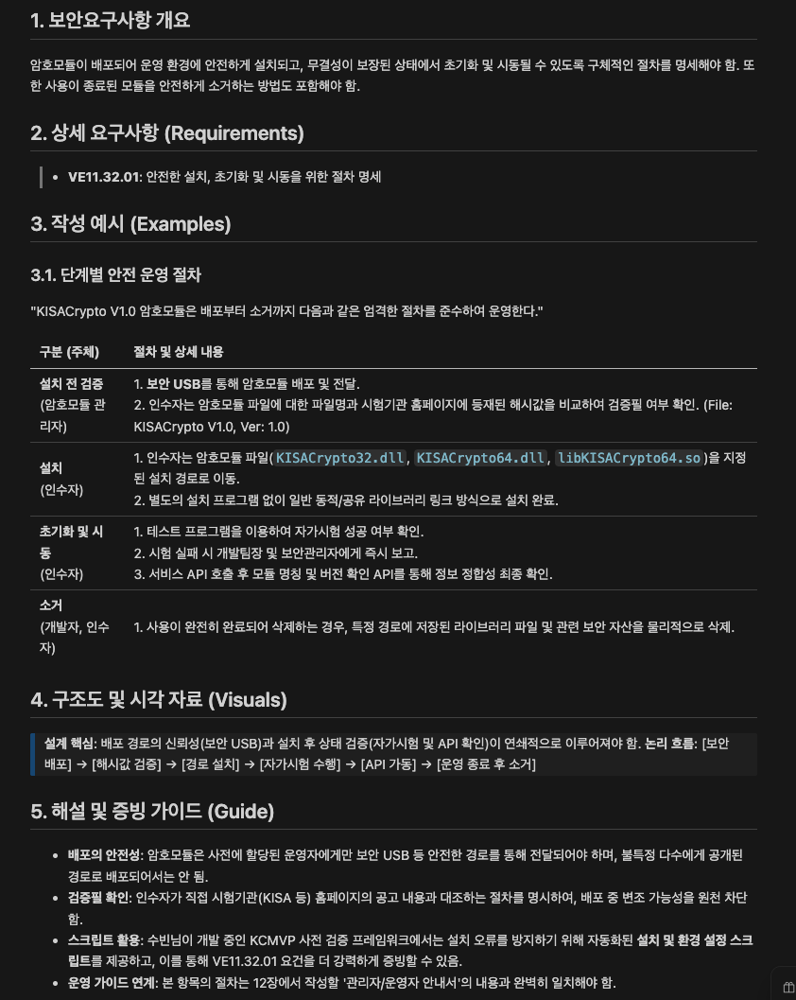 1. 보안요구사항 개요
암호모듈이 배포되어 운영 환경에 안전하게 설치되고, 무결성이 보장된 상태에서 초기화 및 시동될 수 있도록 구체적인 절차를 명세해야 함. 또
한 사용이 종료된 모듈을 안전하게 소거하는 방법도 포함해야 함.
2. 상세 요구사항 (Requirements)
• VE11.32.01: 안전한 설치, 초기화 및 시동을 위한 절차 명세
3. 작성 예시 (Examples)
3.1. 단계별 안전 운영 절차
"KISACrypto V1.0 암호모듈은 배포부터 소거까지 다음과 같은 엄격한 절차를 준수하여 운영한다."
구분 (주체) 절차 및 상세 내용
설치 전 검증
(암호모듈 관
리자)
1. 보안 USB를 통해 암호모듈 배포 및 전달.
2. 인수자는 암호모듈 파일에 대한 파일명과 시험기관 홈페이지에 등재된 해시값을 비교하여 검증필 여부 확인. (File:
KISACrypto V1.0, Ver: 1.0)
설치
(인수자)
1. 인수자는 암호모듈 파일(KISACrypto32.dll, KISACrypto64.dll, libKISACrypto64.so)을 지정
된 설치 경로로 이동.
2. 별도의 설치 프로그램 없이 일반 동적/공유 라이브러리 링크 방식으로 설치 완료.
초기화 및 시
동
(인수자)
1. 테스트 프로그램을 이용하여 자가시험 성공 여부 확인.
2. 시험 실패 시 개발팀장 및 보안관리자에게 즉시 보고.
3. 서비스 API 호출 후 모듈 명칭 및 버전 확인 API를 통해 정보 정합성 최종 확인.
소거
(개발자, 인수
자)
1. 사용이 완전히 완료되어 삭제하는 경우, 특정 경로에 저장된 라이브러리 파일 및 관련 보안 자산을 물리적으로 삭제.
4. 구조도 및 시각 자료 (Visuals)
설계 핵심: 배포 경로의 신뢰성(보안 USB)과 설치 후 상태 검증(자가시험 및 API 확인)이 연쇄적으로 이루어져야 함. 논리 흐름: [보안
배포] → [해시값 검증] → [경로 설치] → [자가시험 수행] → [API 가동] → [운영 종료 후 소거]
5. 해설 및 증빙 가이드 (Guide)
• 배포의 안전성: 암호모듈은 사전에 할당된 운영자에게만 보안 USB 등 안전한 경로를 통해 전달되어야 하며, 불특정 다수에게 공개된
경로로 배포되어서는 안 됨.
• 검증필 확인: 인수자가 직접 시험기관(KISA 등) 홈페이지의 공고 내용과 대조하는 절차를 명시하여, 배포 중 변조 가능성을 원천 차단
함.
• 스크립트 활용: 수빈님이 개발 중인 KCMVP 사전 검증 프레임워크에서는 설치 오류를 방지하기 위해 자동화된 설치 및 환경 설정 스크
립트를 제공하고, 이를 통해 VE11.32.01 요건을 더 강력하게 증빙할 수 있음.
• 운영 가이드 연계: 본 항목의 절차는 12장에서 작성할 '관리자/운영자 안내서'의 내용과 완벽히 일치해야 함.